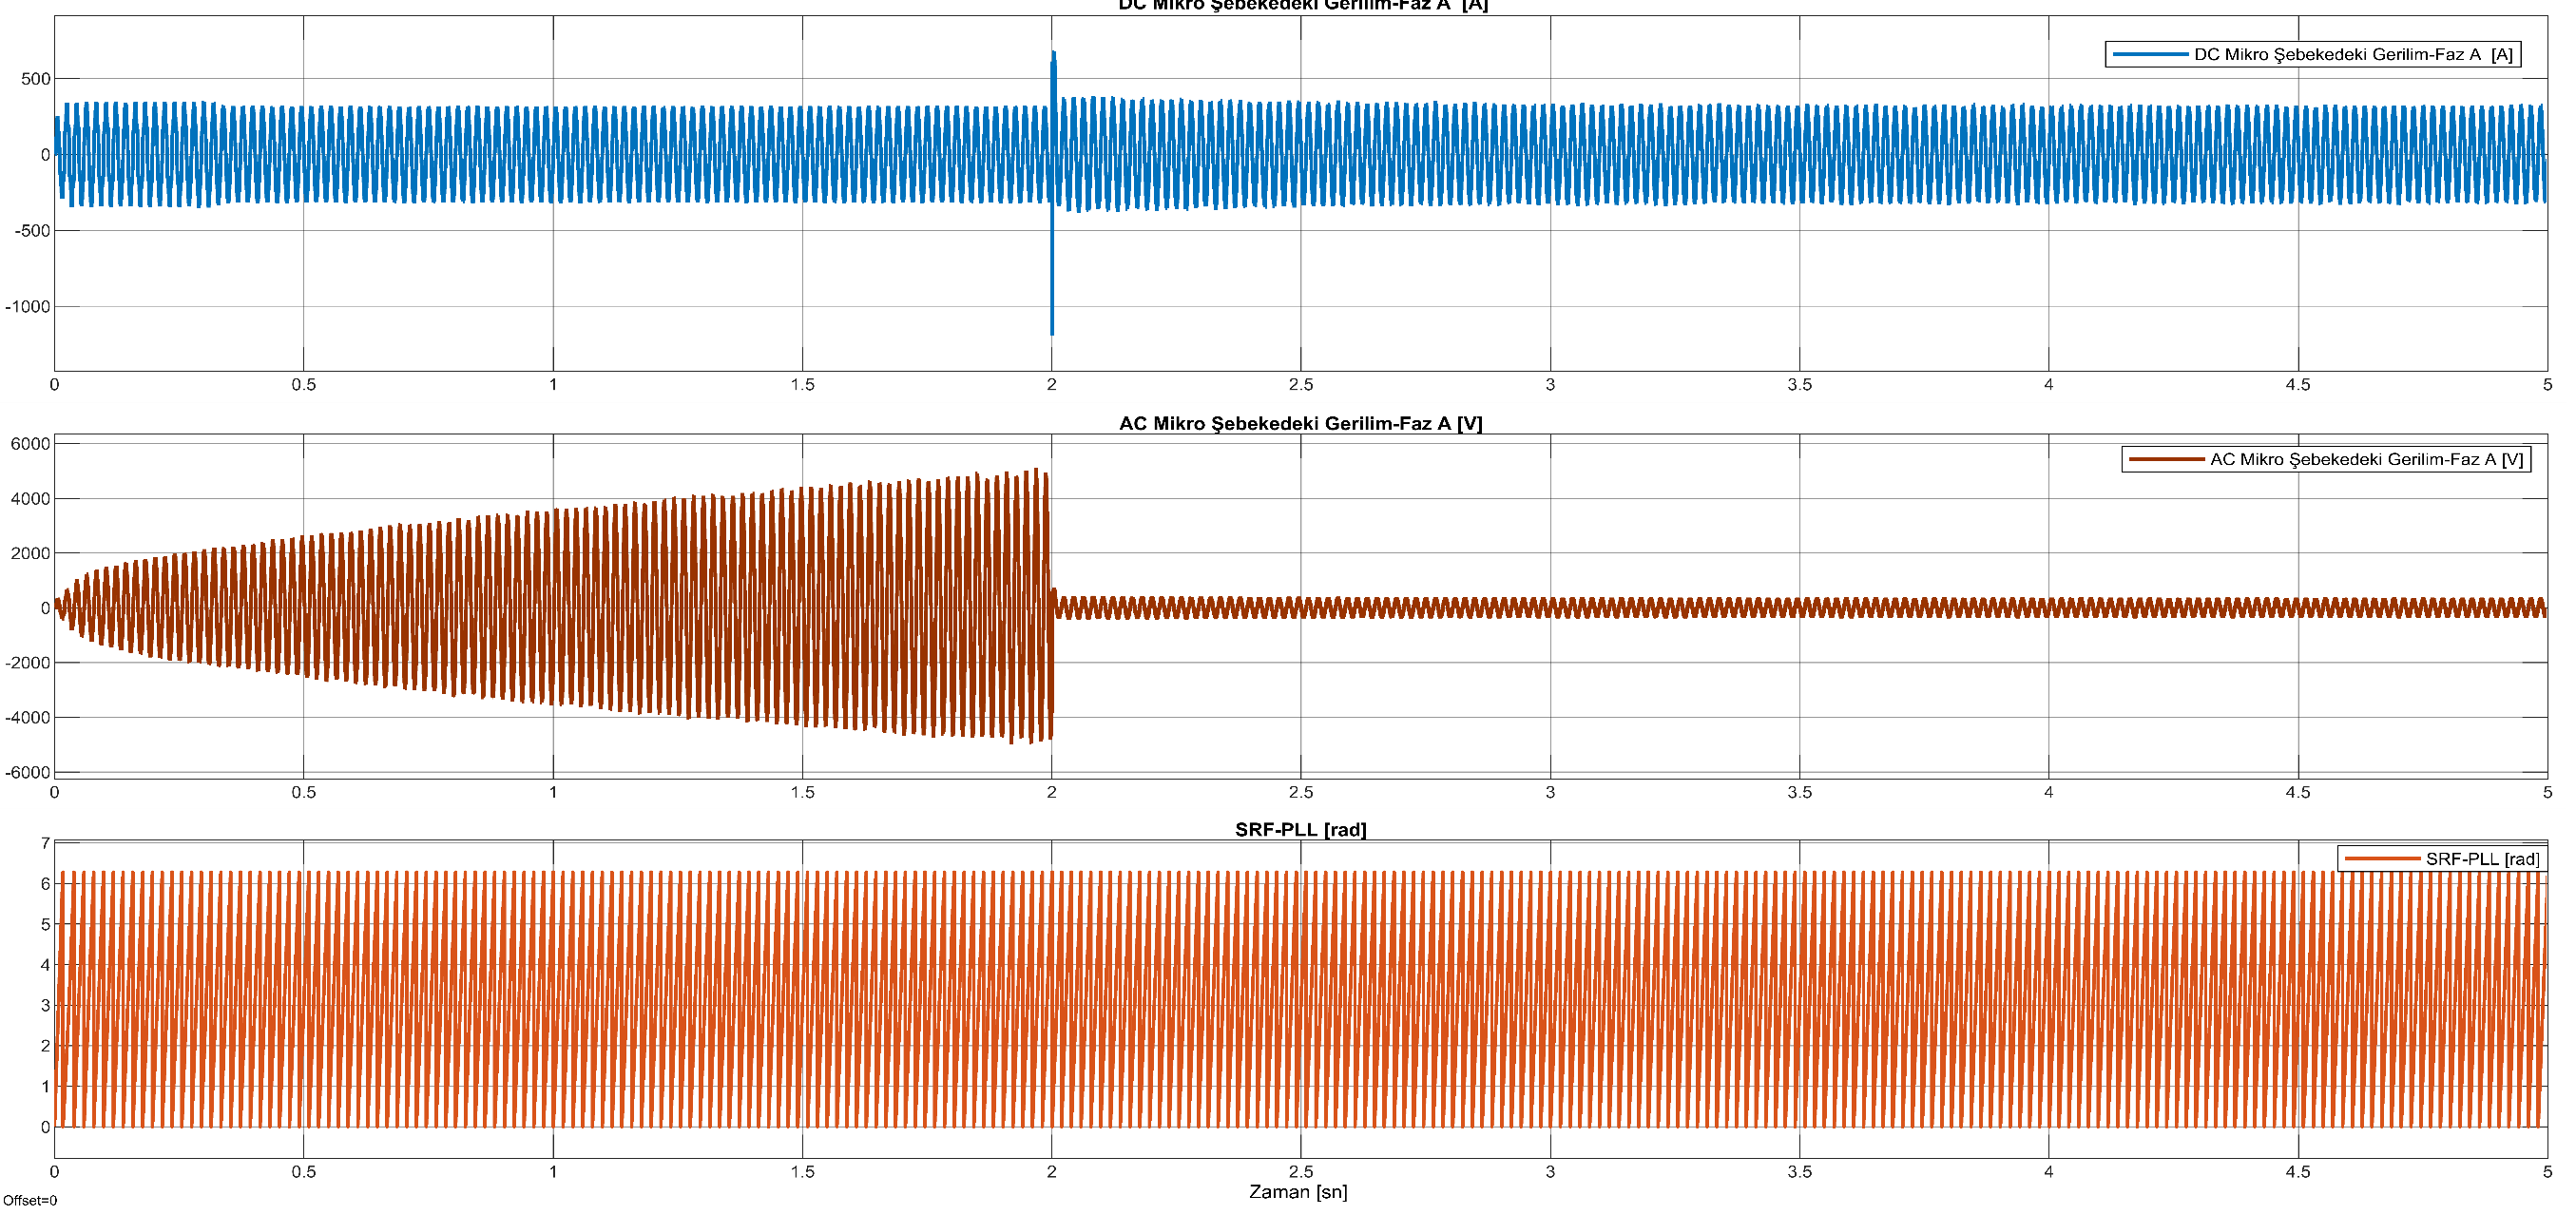 DC Mikro Şebekedeki Gerilim-Faz A [A]
DC Mikro Şebekedeki Gerilim-Faz A [A]
500
0
-500
-1000
0 0.5 1 1.5 2 2.5 3 3.5 4 4.5 5
AC Mikro Şebekedeki Gerilim-Faz A [V]
AC Mikro Şebekedeki Gerilim-Faz A [V]
6000
4000
2000
0
-2000
-4000
-6000
0 0.5 1 1.5 2 2.5 3 3.5 4 4.5 5
SRF-PLL [rad]
SRF-PLL [rad]
7
6
5
4
3
2
1
0
0 0.5 1 1.5 2 2.5 3 3.5 4 4.5 5
Zaman [sn]
Offset=0